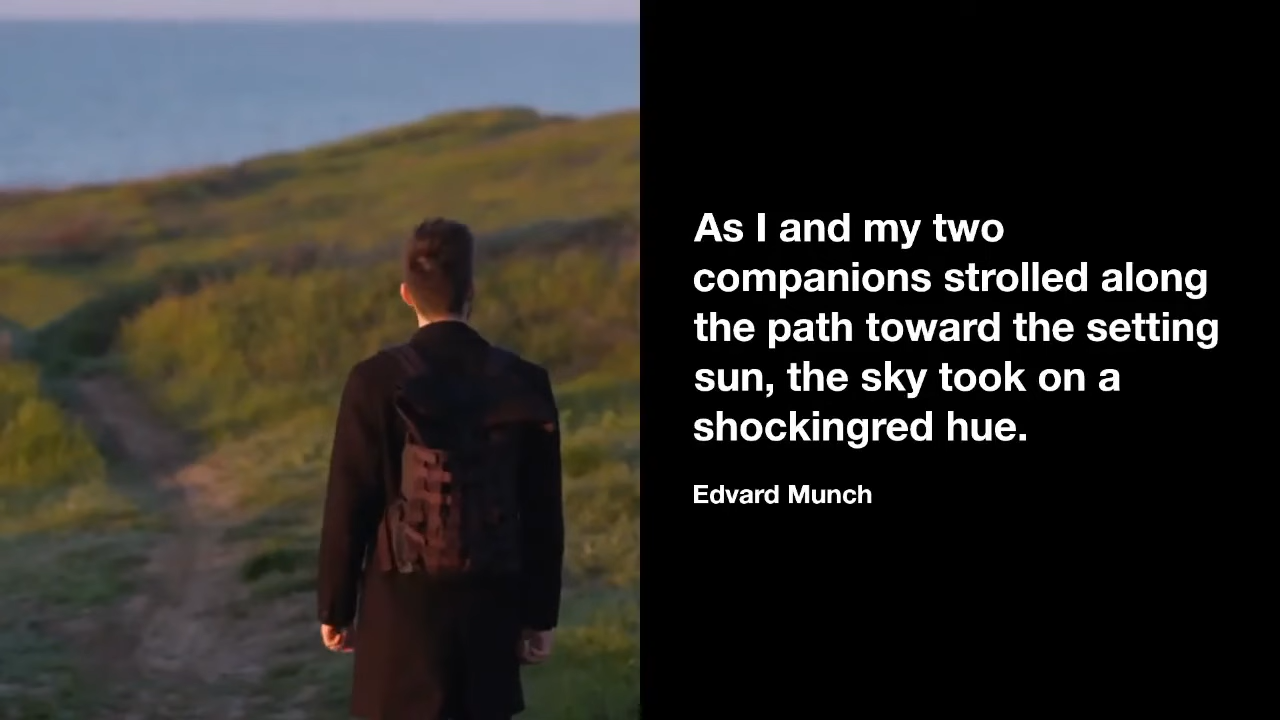 As I and my two
companions strolled along
the path toward the setting
sun, the sky took on a
shockingred hue.
Edvard Munch